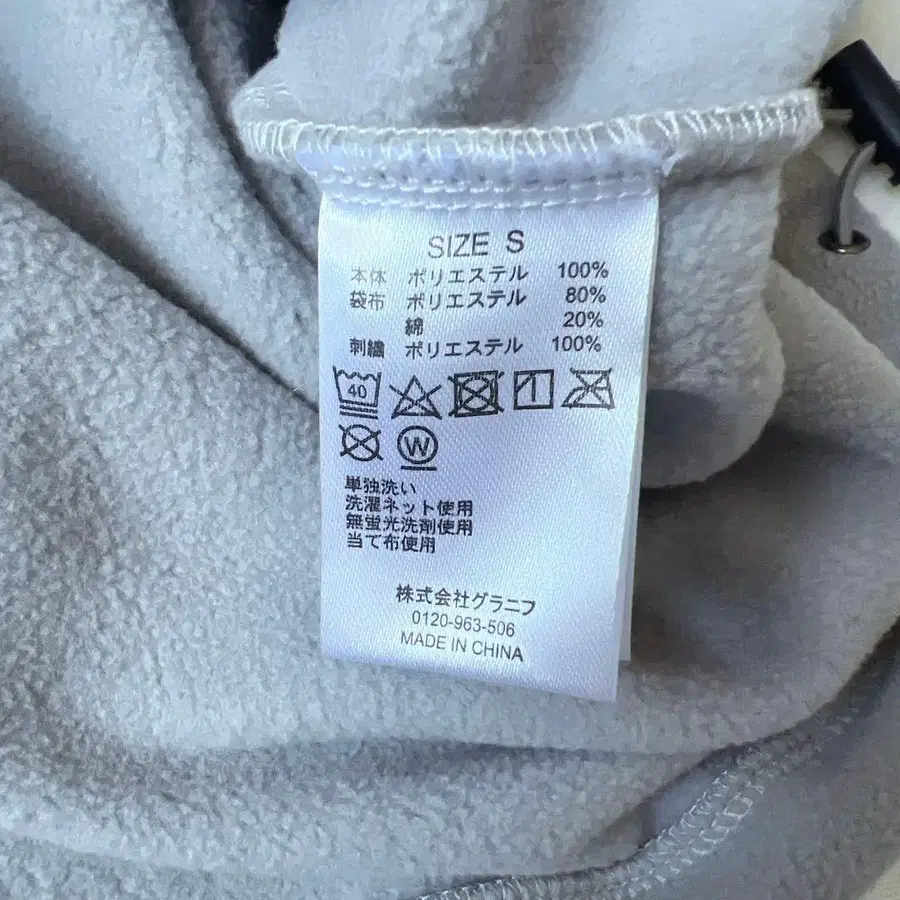 SIZE S
本体 ポリエステル 100%
袋布 ポリエステル 80%
綿 20%
刺繍 ポリエステル 100%
40
W
単独洗い
洗濯ネット使用
無蛍光洗剤使用
当て布使用
株式会社グラニフ
0120-963-506
MADE IN CHINA